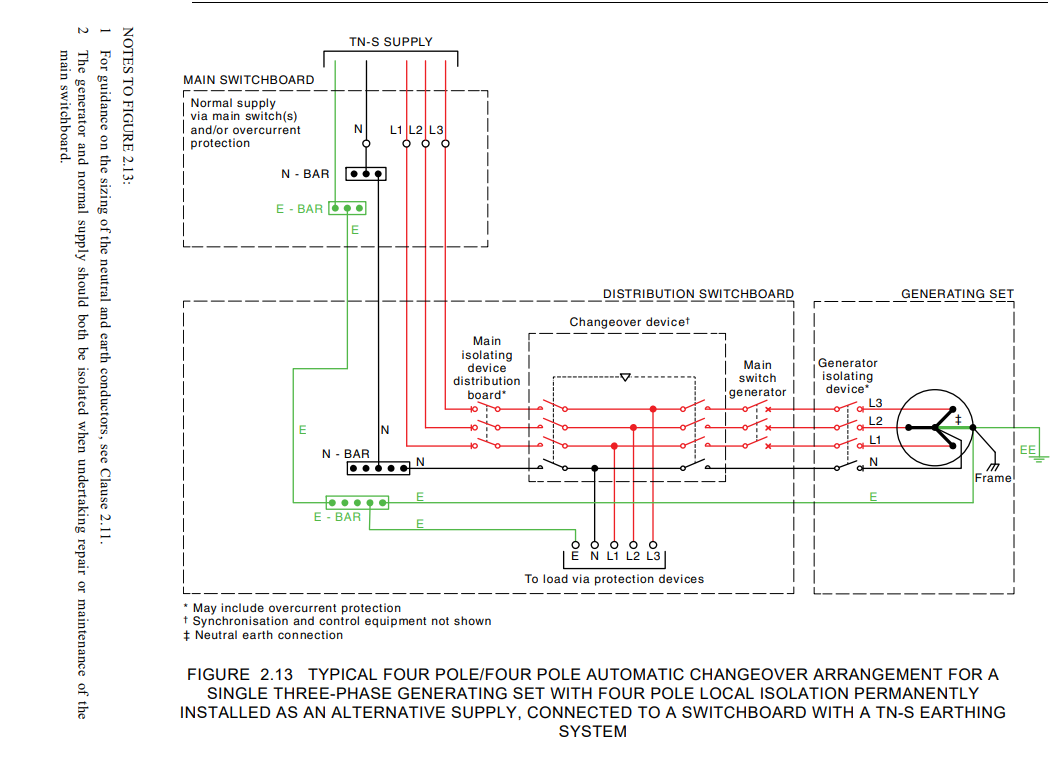 TN-S SUPPLY
MAIN SWITCHBOARD
Normal supply
via main switch(s)
and/or overcurrent
protection
N
L1 L2 L3
N - BAR
E - BAR
E
DISTRIBUTION SWITCHBOARD
GENERATING SET
Changeover device†
Main
isolating
device
distribution
board*
Main
switch
generator
Generator
isolating
device*
L3
L2
L1
N
‡
EE
Frame
E
N
N - BAR
N
E - BAR
E
E
E
E N L1 L2 L3
To load via protection devices
* May include overcurrent protection
† Synchronisation and control equipment not shown
‡ Neutral earth connection
FIGURE 2.13 TYPICAL FOUR POLE/FOUR POLE AUTOMATIC CHANGEOVER ARRANGEMENT FOR A
SINGLE THREE-PHASE GENERATING SET WITH FOUR POLE LOCAL ISOLATION PERMANENTLY
INSTALLED AS AN ALTERNATIVE SUPPLY, CONNECTED TO A SWITCHBOARD WITH A TN-S EARTHING
SYSTEM
NOTES TO FIGURE 2.13:
1 For guidance on the sizing of the neutral and earth conductors, see Clause 2.11.
2 The generator and normal supply should both be isolated when undertaking repair or maintenance of the
main switchboard.